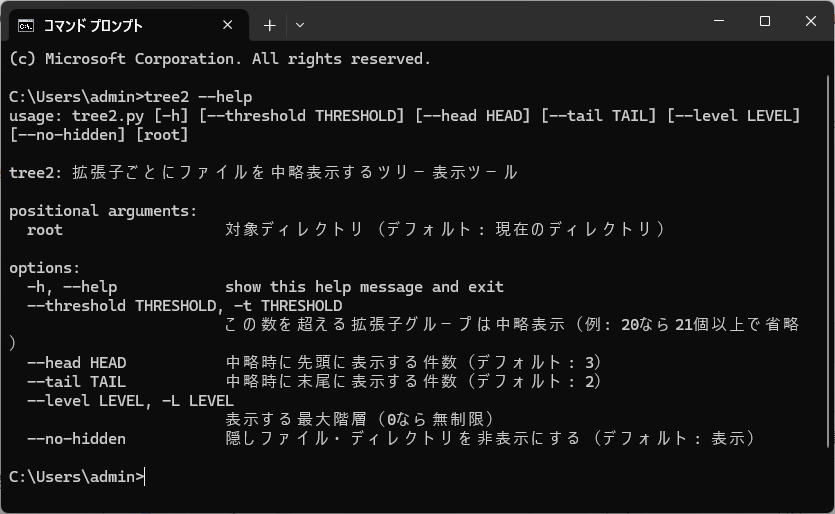 コマンド プロンプト
(c) Microsoft Corporation. All rights reserved.
C:\Users\admin>tree2 --help
usage: tree2.py [-h] [--threshold THRESHOLD] [--head HEAD] [--tail TAIL] [--level LEVEL]
[--no-hidden] [root]
tree2: 拡張子ごとにファイルを中略表示するツリー表示ツール
positional arguments:
  root                  対象ディレクトリ（デフォルト: 現在のディレクトリ）
options:
  -h, --help            show this help message and exit
  --threshold THRESHOLD, -t THRESHOLD
                        この数を超える拡張子グループは中略表示（例: 20なら21個以上で省略
）
  --head HEAD           中略時に先頭に表示する件数（デフォルト: 3）
  --tail TAIL           中略時に末尾に表示する件数（デフォルト: 2）
  --level LEVEL, -L LEVEL
                        表示する最大階層（0なら無制限）
  --no-hidden           隠しファイル・ディレクトリを非表示にする（デフォルト: 表示）
C:\Users\admin>